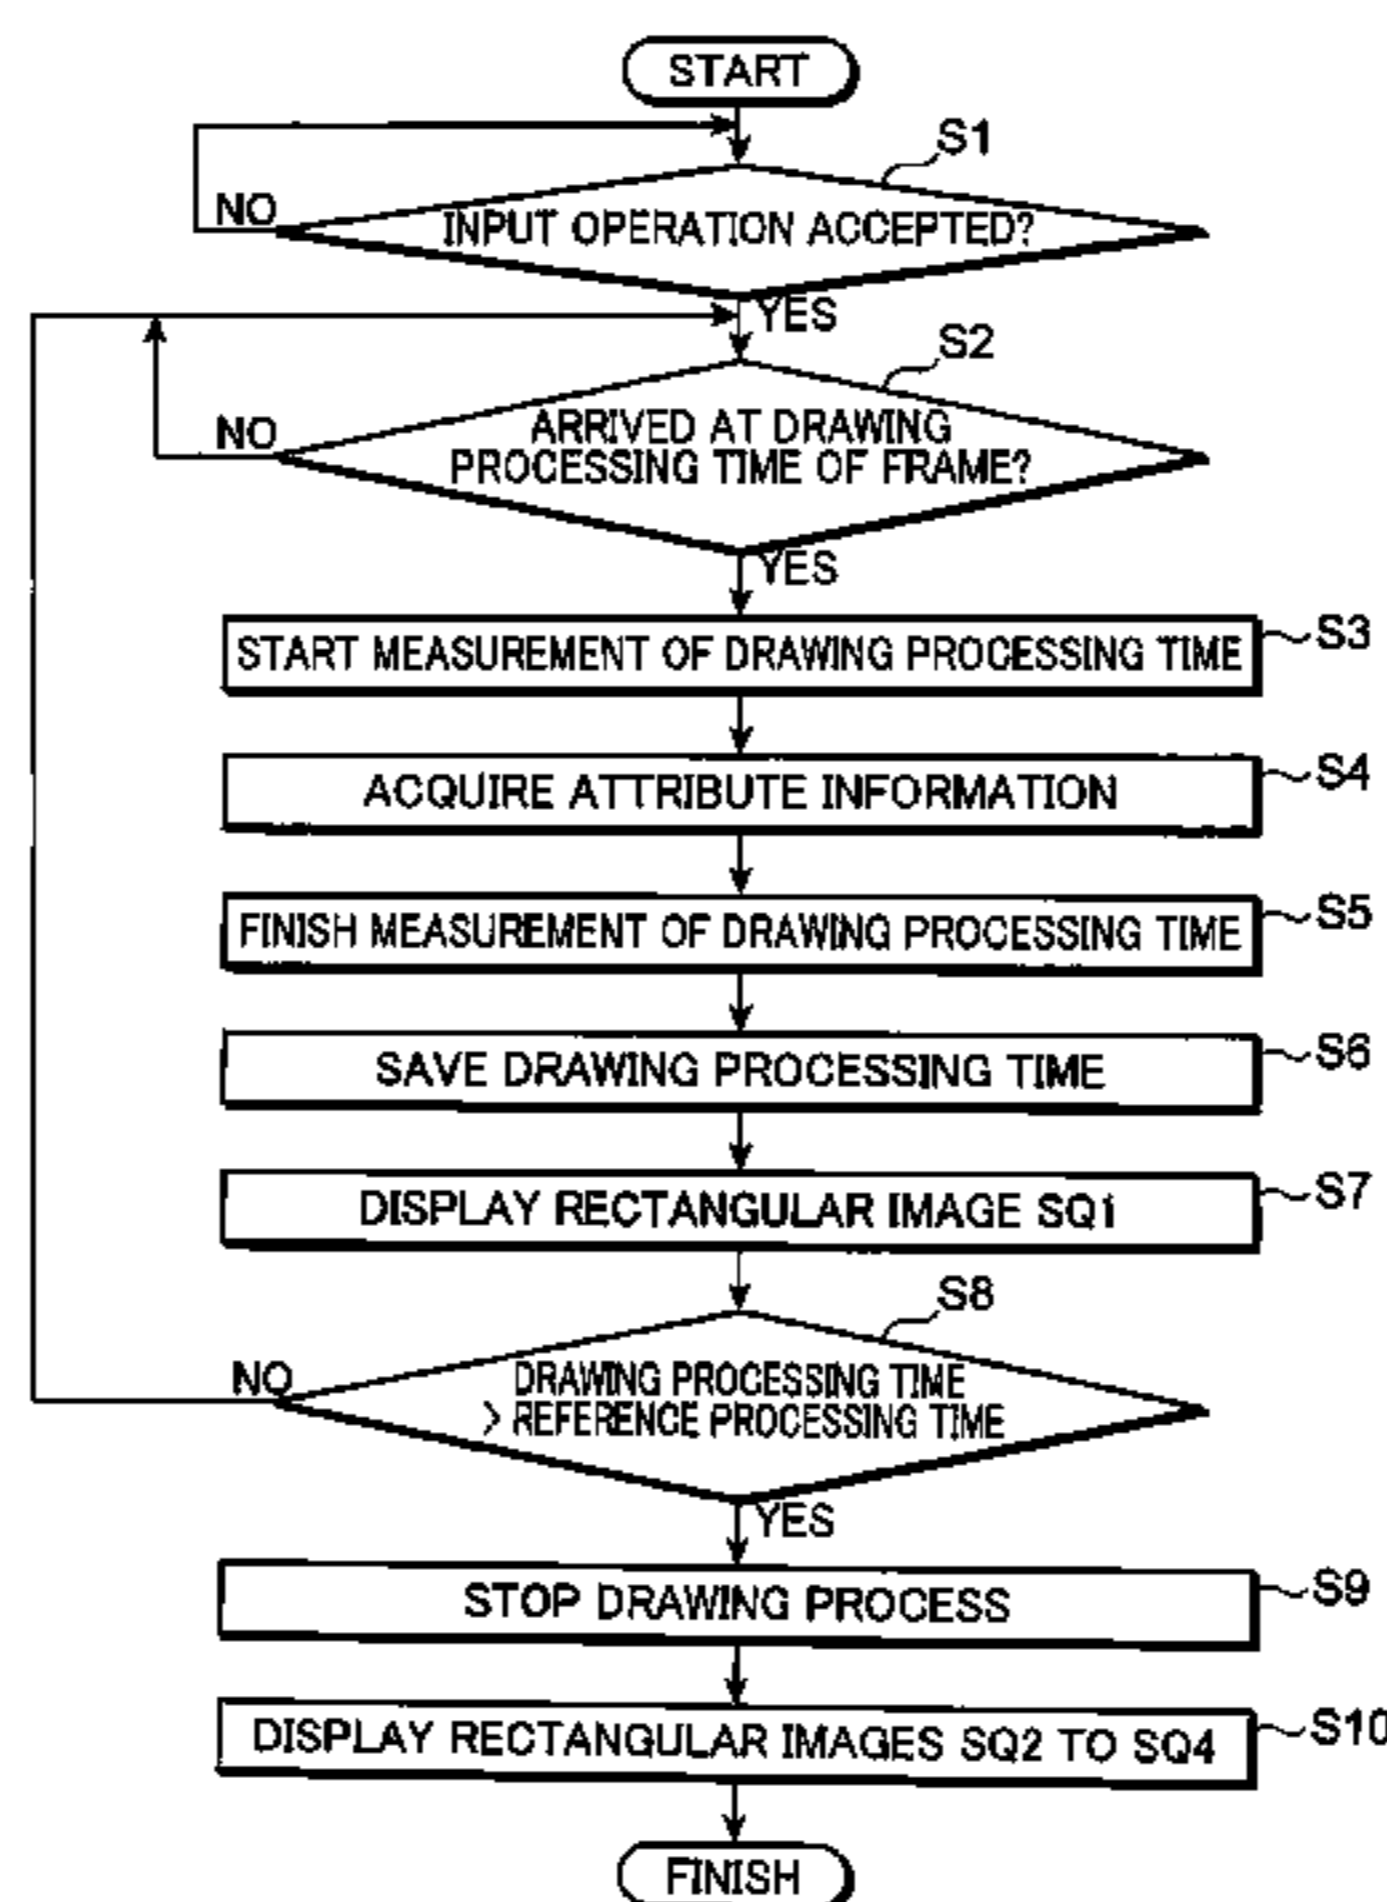 START
S1
NO
INPUT OPERATION ACCEPTED?
YES
S2
NO
ARRIVED AT DRAWING
PROCESSING TIME OF FRAME?
YES
START MEASUREMENT OF DRAWING PROCESSING TIME
S3
ACQUIRE ATTRIBUTE INFORMATION
S4
FINISH MEASUREMENT OF DRAWING PROCESSING TIME
S5
SAVE DRAWING PROCESSING TIME
S6
DISPLAY RECTANGULAR IMAGE SQ1
S7
S8
NO
DRAWING PROCESSING TIME
> REFERENCE PROCESSING TIME
YES
STOP DRAWING PROCESS
S9
DISPLAY RECTANGULAR IMAGES SQ2 TO SQ4
S10
FINISH